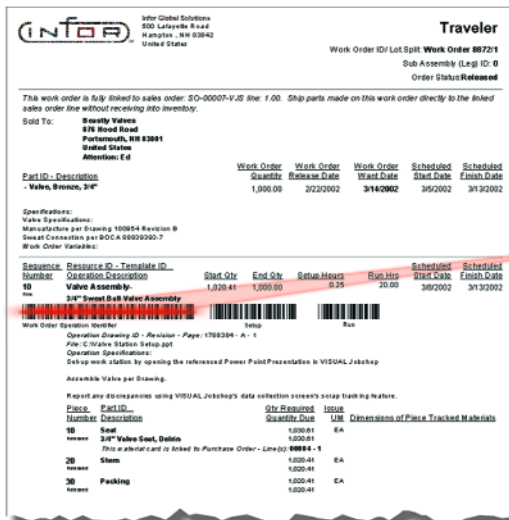 infor
Infor Global Solutions
500 Lafayette Road
Hampton , NH 03842
United States
Traveler
Work Order ID/ Lot Split: Work Order 8872/1
Sub Assembly (Leg) ID: 0
Order Status: Released
This work order is fully linked to sales order: SO-00007-VJS line: 1.00. Ship parts made on this work order directly to the linked
sales order line without receiving into inventory.
Sold To: Beastly Valves
876 Hood Road
Portsmouth, NH 03801
United States
Attention: Ed
Part ID - Description Work Order Quantity Work Order Release Date Work Order Want Date Scheduled Start Date Scheduled Finish Date
- Valve, Bronze, 3/4" 1,000.00 2/22/2002 3/14/2002 3/5/2002 3/13/2002
Specifications:
Valve Specifications:
Manufacture per Drawing 100954 Revision B
Sweat Connection per BOCA
Work Order Variables:
Sequence Number Resource ID - Template ID Operation Description Start Qty End Qty Setup Hours Run Hrs Scheduled Start Date Scheduled Finish Date
10 Valve Assembly- 1,020.41 1,000.00 0.25 20.00 3/8/2002 3/13/2002
3/4" Sweat Ball Valve Assembly
Work Order Operation Identifier Setup Run
Operation Drawing ID - Revision - Page: 1788394 - A - 1
File: C:\Valve Station Setup.ppt
Operation Specifications:
Set-up work station by opening the referenced Power Point Presentation in VISUAL Jobshop
Assemble Valve per Drawing.
Report any discrepancies using VISUAL Jobshop's data collection screen's scrap tracking feature.
Piece Number Part ID Description Qty Required Quantity Due Issue UM Dimensions of Piece Tracked Materials
10 Seat 1,030.61 EA
Released 3/4" Valve Seat, Delrin 1,030.61
This material card is linked to Purchase Order - Line(s): 00004 - 1
20 Stem 1,020.41 EA
Released 1,020.41
30 Packing 1,020.41 EA
Released 1,020.41